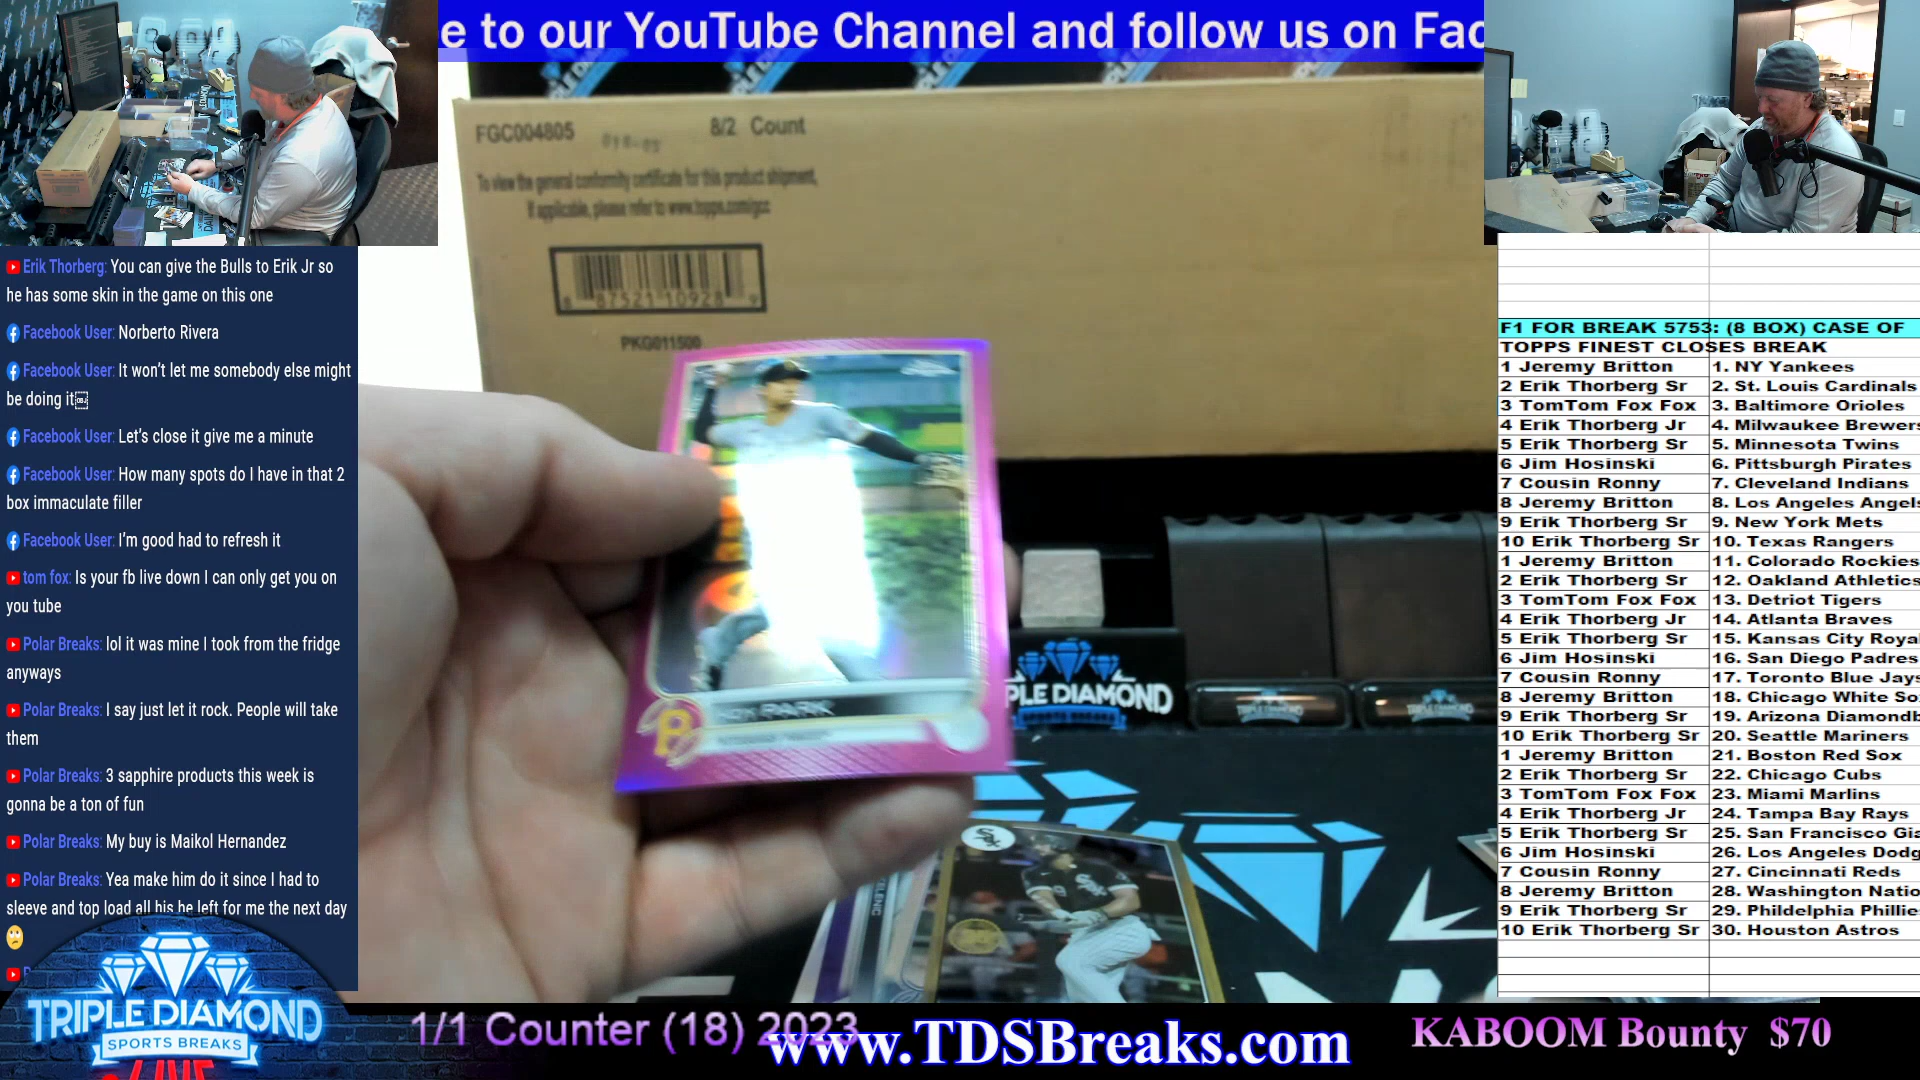 e to our YouTube Channel and follow us on Fac
FGC004805
8/2 Count
To view the general conformity certificate for this product shipment,
If applicable, please refer to www.topps.com/gcc
8 87521 10928 9
PKG011500
PARK
P
TRIPLE DIAMOND
SPORTS BREAKS
Erik Thorberg: You can give the Bulls to Erik Jr so
he has some skin in the game on this one
Facebook User: Norberto Rivera
Facebook User: It won't let me somebody else might
be doing it
Facebook User: Let's close it give me a minute
Facebook User: How many spots do I have in that 2
box immaculate filler
Facebook User: I'm good had to refresh it
tom fox: Is your fb live down I can only get you on
you tube
Polar Breaks: lol it was mine I took from the fridge
anyways
Polar Breaks: I say just let it rock. People will take
them
Polar Breaks: 3 sapphire products this week is
gonna be a ton of fun
Polar Breaks: My buy is Maikol Hernandez
Polar Breaks: Yea make him do it since I had to
sleeve and top load all his he left for me the next day
🙄
F1 FOR BREAK 5753: (8 BOX) CASE OF
TOPPS FINEST CLOSES BREAK
1 Jeremy Britton 1. NY Yankees
2 Erik Thorberg Sr 2. St. Louis Cardinals
3 TomTom Fox Fox 3. Baltimore Orioles
4 Erik Thorberg Jr 4. Milwaukee Brewers
5 Erik Thorberg Sr 5. Minnesota Twins
6 Jim Hosinski 6. Pittsburgh Pirates
7 Cousin Ronny 7. Cleveland Indians
8 Jeremy Britton 8. Los Angeles Angels
9 Erik Thorberg Sr 9. New York Mets
10 Erik Thorberg Sr 10. Texas Rangers
1 Jeremy Britton 11. Colorado Rockies
2 Erik Thorberg Sr 12. Oakland Athletics
3 TomTom Fox Fox 13. Detriot Tigers
4 Erik Thorberg Jr 14. Atlanta Braves
5 Erik Thorberg Sr 15. Kansas City Royal
6 Jim Hosinski 16. San Diego Padres
7 Cousin Ronny 17. Toronto Blue Jays
8 Jeremy Britton 18. Chicago White So
9 Erik Thorberg Sr 19. Arizona Diamondb
10 Erik Thorberg Sr 20. Seattle Mariners
1 Jeremy Britton 21. Boston Red Sox
2 Erik Thorberg Sr 22. Chicago Cubs
3 TomTom Fox Fox 23. Miami Marlins
4 Erik Thorberg Jr 24. Tampa Bay Rays
5 Erik Thorberg Sr 25. San Francisco Gia
6 Jim Hosinski 26. Los Angeles Dodg
7 Cousin Ronny 27. Cincinnati Reds
8 Jeremy Britton 28. Washington Natio
9 Erik Thorberg Sr 29. Phildelphia Phillie
10 Erik Thorberg Sr 30. Houston Astros
TRIPLE DIAMOND
SPORTS BREAKS
LIVE
1/1 Counter (18) 2023
www.TDSBreaks.com
KABOOM Bounty $70